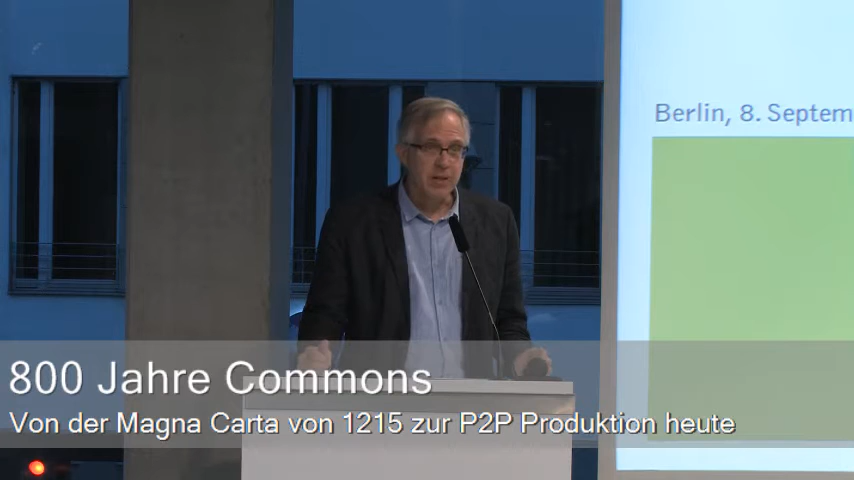 Berlin, 8. Septem
800 Jahre Commons
Von der Magna Carta von 1215 zur P2P Produktion heute